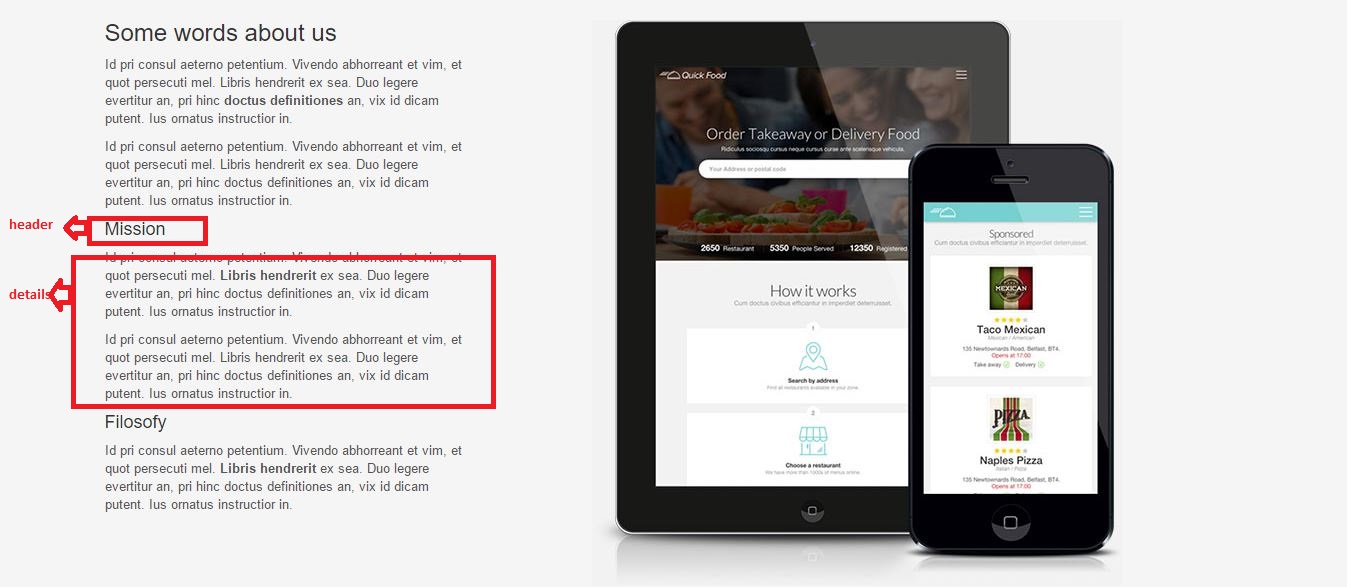 Some words about us
Id pri consul aeterno petentium. Vivendo abhorreant et vim, et
quot persecuti mel. Libris hendrerit ex sea. Duo legere
evertitur an, pri hinc doctus definitiones an, vix id dicam
putent. Ius ornatus instructior in.
Id pri consul aeterno petentium. Vivendo abhorreant et vim, et
quot persecuti mel. Libris hendrerit ex sea. Duo legere
evertitur an, pri hinc doctus definitiones an, vix id dicam
putent. Ius ornatus instructior in.
header
Mission
Id pri consul aeterno petentium. Vivendo abhorreant et vim, et
quot persecuti mel. Libris hendrerit ex sea. Duo legere
details
evertitur an, pri hinc doctus definitiones an, vix id dicam
putent. Ius ornatus instructior in.
Id pri consul aeterno petentium. Vivendo abhorreant et vim, et
quot persecuti mel. Libris hendrerit ex sea. Duo legere
evertitur an, pri hinc doctus definitiones an, vix id dicam
putent. Ius ornatus instructior in.
Filosofy
Id pri consul aeterno petentium. Vivendo abhorreant et vim, et
quot persecuti mel. Libris hendrerit ex sea. Duo legere
evertitur an, pri hinc doctus definitiones an, vix id dicam
putent. Ius ornatus instructior in.
Quick Food
Order Takeaway or Delivery Food
Ridiculus sociosqu cursus neque cursus curae ante scelerisque vehicula.
Your Address or postal code
2650 Restaurant 5350 People Served 12350 Registered
How it works
Cum doctus civibus efficiantur in imperdiet deterruisset.
1
Search by address
Find all restaurants available in your zone.
2
Choose a restaurant
We have more than 1000s of menus online.
Sponsored
Cum doctus civibus efficiantur in imperdiet deterruisset.
MEXICAN
Taco Mexican
Mexican / American
135 Newtownards Road, Belfast, BT4.
Opens at 17:00
Take away Delivery
PIZZA
Naples Pizza
Italian / Pizza
135 Newtownards Road, Belfast, BT4.
Opens at 17:00